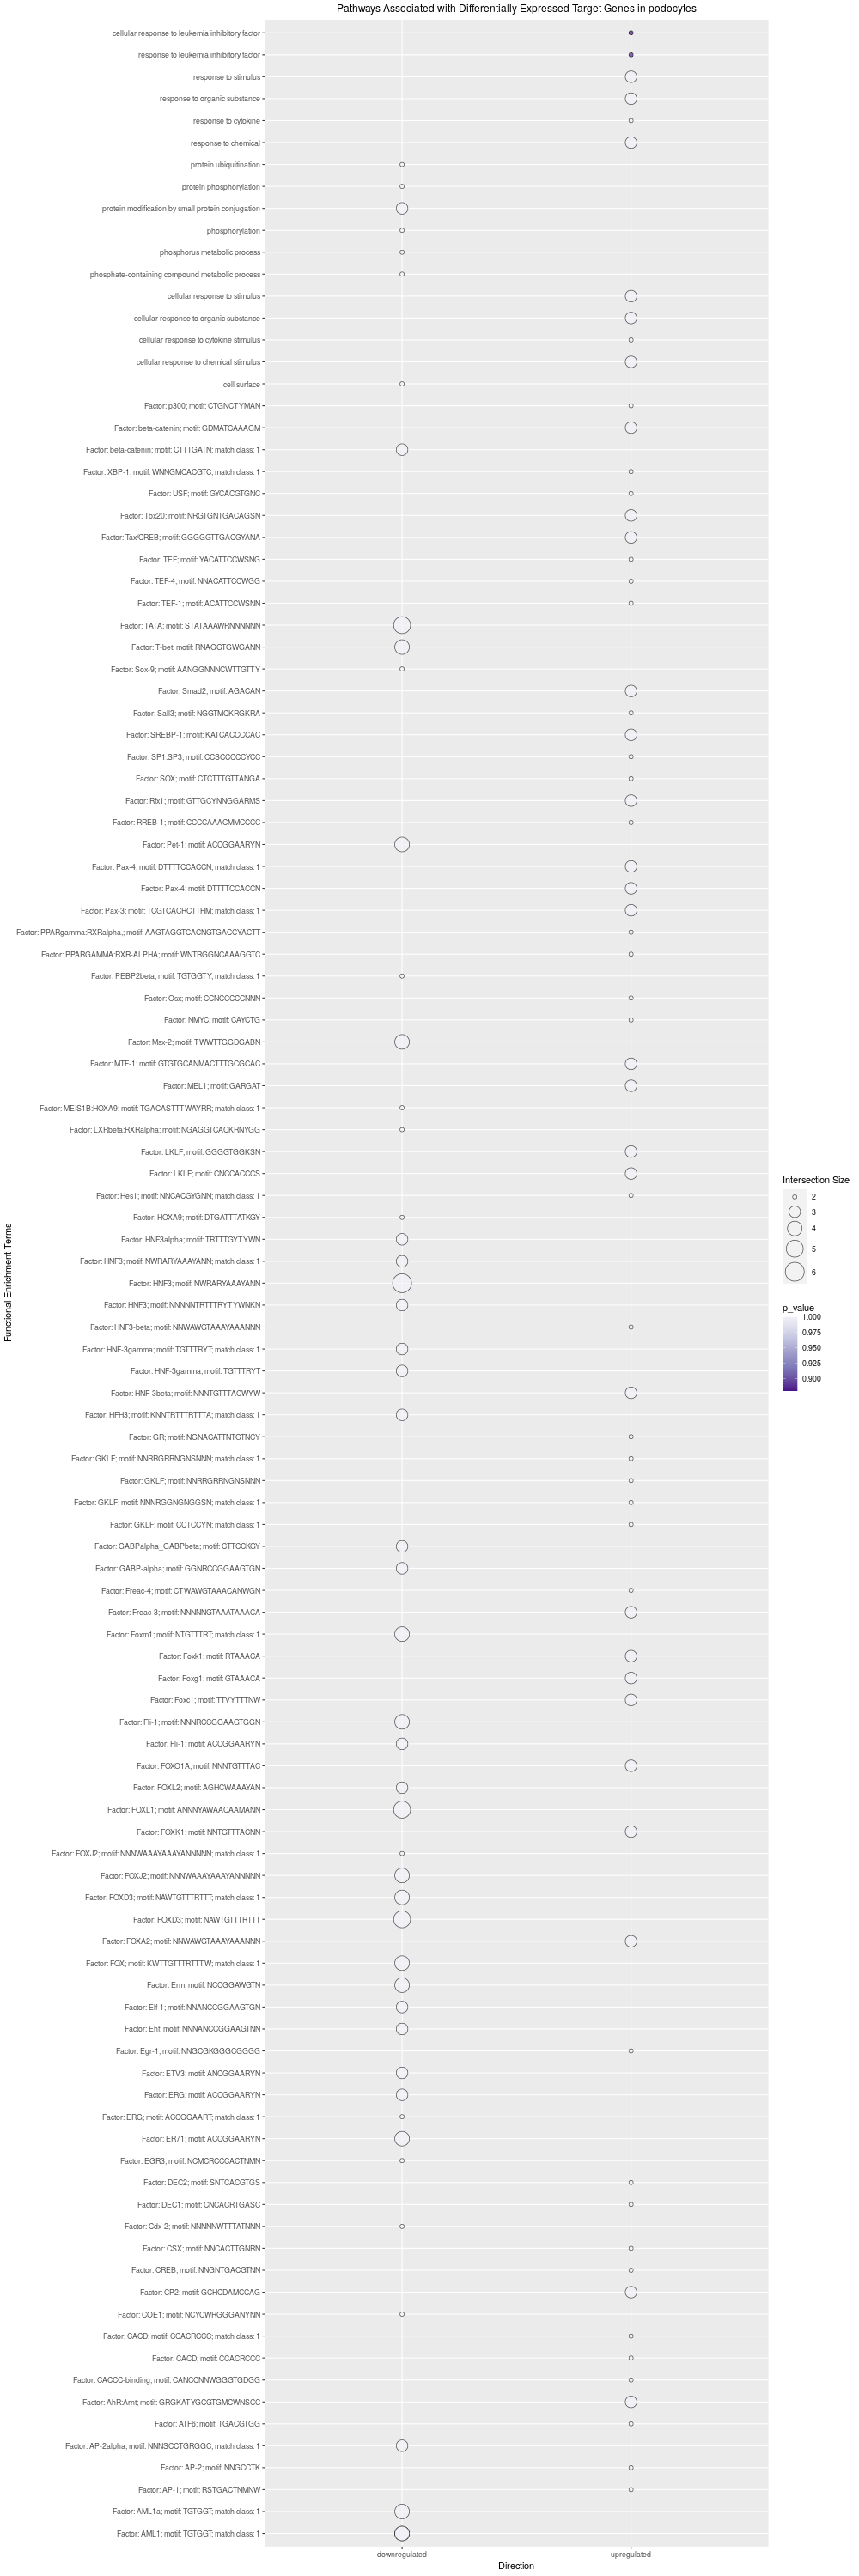 Pathways Associated with Differentially Expressed Target Genes in podocytes
cellular response to leukemia inhibitory factor
response to leukemia inhibitory factor
response to stimulus
response to organic substance
response to cytokine
response to chemical
protein ubiquitination
protein phosphorylation
protein modification by small protein conjugation
phosphorylation
phosphorus metabolic process
phosphate-containing compound metabolic process
cellular response to stimulus
cellular response to organic substance
cellular response to cytokine stimulus
cellular response to chemical stimulus
cell surface
Factor: p300; motif: CTGNCTYMAN
Factor: beta-catenin; motif: GDMATCAAAGM
Factor: beta-catenin; motif: CTTTGATN; match class: 1
Factor: XBP-1; motif: WNNGMCACGTC; match class: 1
Factor: USF; motif: GYCACGTGNC
Factor: Tbx20; motif: NRGTGNTGACAGSN
Factor: Tax/CREB; motif: GGGGGTTGACGYANA
Factor: TEF; motif: YACATTCCWSNG
Factor: TEF-4; motif: NNACATTCCWGG
Factor: TEF-1; motif: ACATTCCWSNN
Factor: TATA; motif: STATAAAWRNNNNNN
Factor: T-bet; motif: RNAGGTGWGANN
Factor: Sox-9; motif: AANGGNNNCWTTGTTY
Factor: Smad2; motif: AGACAN
Factor: Sall3; motif: NGGTMCKRGKRA
Factor: SREBP-1; motif: KATCACCCCAC
Factor: SP1:SP3; motif: CCSCCCCCYCC
Factor: SOX; motif: CTCTTTGTTANGA
Factor: Rfx1; motif: GTTGCYNNGGARMS
Factor: RREB-1; motif: CCCCAAACMMCCCC
Factor: Pet-1; motif: ACCGGAARYN
Factor: Pax-4; motif: DTTTTCCACCN; match class: 1
Factor: Pax-4; motif: DTTTTCCACCN
Factor: Pax-3; motif: TCGTCACRCTTHM; match class: 1
Factor: PPARgamma:RXRalpha,; motif: AAGTAGGTCACNGTGACCYACTT
Factor: PPARGAMMA:RXR-ALPHA; motif: WNTRGGNCAAAGGTC
Factor: PEBP2beta; motif: TGTGGTY; match class: 1
Factor: Osx; motif: CCNCCCCCNNN
Factor: NMYC; motif: CAYCTG
Factor: Msx-2; motif: TWWTTGGDGABN
Factor: MTF-1; motif: GTGTGCANMACTTTGCGCAC
Factor: MEL1; motif: GARGAT
Factor: MEIS1B:HOXA9; motif: TGACASTTTWAYRR; match class: 1
Factor: LXRbeta:RXRalpha; motif: NGAGGTCACKRNYGG
Factor: LKLF; motif: GGGGTGGKSN
Factor: LKLF; motif: CNCCACCCS
Factor: Hes1; motif: NNCACGYGNN; match class: 1
Factor: HOXA9; motif: DTGATTTATKGY
Factor: HNF3alpha; motif: TRTTTGYTYWN
Factor: HNF3; motif: NWRARYAAAYANN; match class: 1
Factor: HNF3; motif: NWRARYAAAYANN
Factor: HNF3; motif: NNNNNTRTTTRYTYWNKN
Factor: HNF3-beta; motif: NNWAWGTAAAYAAANNN
Factor: HNF-3gamma; motif: TGTTTRYT; match class: 1
Factor: HNF-3gamma; motif: TGTTTRYT
Factor: HNF-3beta; motif: NNNTGTTTACWYW
Factor: HFH3; motif: KNNTRTTTRTTTA; match class: 1
Factor: GR; motif: NGNACATTNTGTNCY
Factor: GKLF; motif: NNRRGRRNGNSNNN; match class: 1
Factor: GKLF; motif: NNRRGRRNGNSNNN
Factor: GKLF; motif: NNNRGGNGNGGSN; match class: 1
Factor: GKLF; motif: CCTCCYN; match class: 1
Factor: GABPalpha_GABPbeta; motif: CTTCCKGY
Factor: GABP-alpha; motif: GGNRCCGGAAGTGN
Factor: Freac-4; motif: CTWAWGTAAACANWGN
Factor: Freac-3; motif: NNNNNGTAAATAAACA
Factor: Foxm1; motif: NTGTTTRT; match class: 1
Factor: Foxk1; motif: RTAAACA
Factor: Foxg1; motif: GTAAACA
Factor: Foxc1; motif: TTVYTTTNW
Factor: Fli-1; motif: NNNRCCGGAAGTGGN
Factor: Fli-1; motif: ACCGGAARYN
Factor: FOXO1A; motif: NNNTGTTTAC
Factor: FOXL2; motif: AGHCWAAAYAN
Factor: FOXL1; motif: ANNNYAWAACAAMANN
Factor: FOXK1; motif: NNTGTTTACNN
Factor: FOXJ2; motif: NNNWAAAYAAAYANNNNN; match class: 1
Factor: FOXJ2; motif: NNNWAAAYAAAYANNNNN
Factor: FOXD3; motif: NAWTGTTTRTTT; match class: 1
Factor: FOXD3; motif: NAWTGTTTRTTT
Factor: FOXA2; motif: NNWAWGTAAAYAAANNN
Factor: FOX; motif: KWTTGTTTRTTTW; match class: 1
Factor: Erm; motif: NCCGGAWGTN
Factor: Elf-1; motif: NNANCCGGAAGTGN
Factor: Ehf; motif: NNNANCCGGAAGTNN
Factor: Egr-1; motif: NNGCGKGGGCGGGG
Factor: ETV3; motif: ANCGGAARYN
Factor: ERG; motif: ACCGGAARYN
Factor: ERG; motif: ACCGGAART; match class: 1
Factor: ER71; motif: ACCGGAARYN
Factor: EGR3; motif: NCMCRCCCACTNMN
Factor: DEC2; motif: SNTCACGTGS
Factor: DEC1; motif: CNCACRTGASC
Factor: Cdx-2; motif: NNNNNWTTTATNNN
Factor: CSX; motif: NNCACTTGNRN
Factor: CREB; motif: NNGNTGACGTNN
Factor: CP2; motif: GCHCDAMCCAG
Factor: COE1; motif: NCYCWRGGGANYNN
Factor: CACD; motif: CCACRCCC; match class: 1
Factor: CACD; motif: CCACRCCC
Factor: CACCC-binding; motif: CANCCNNWGGGTGDGG
Factor: AhR:Arnt; motif: GRGKATYGCGTGMCWNSCC
Factor: ATF6; motif: TGACGTGG
Factor: AP-2alpha; motif: NNNSCCTGRGGC; match class: 1
Factor: AP-2; motif: NNGCCTK
Factor: AP-1; motif: RSTGACTNMNW
Factor: AML1a; motif: TGTGGT; match class: 1
Factor: AML1; motif: TGTGGT; match class: 1
downregulated
upregulated
Direction
Functional Enrichment Terms
Intersection Size
2
3
4
5
6
p_value
1.000
0.975
0.950
0.925
0.900